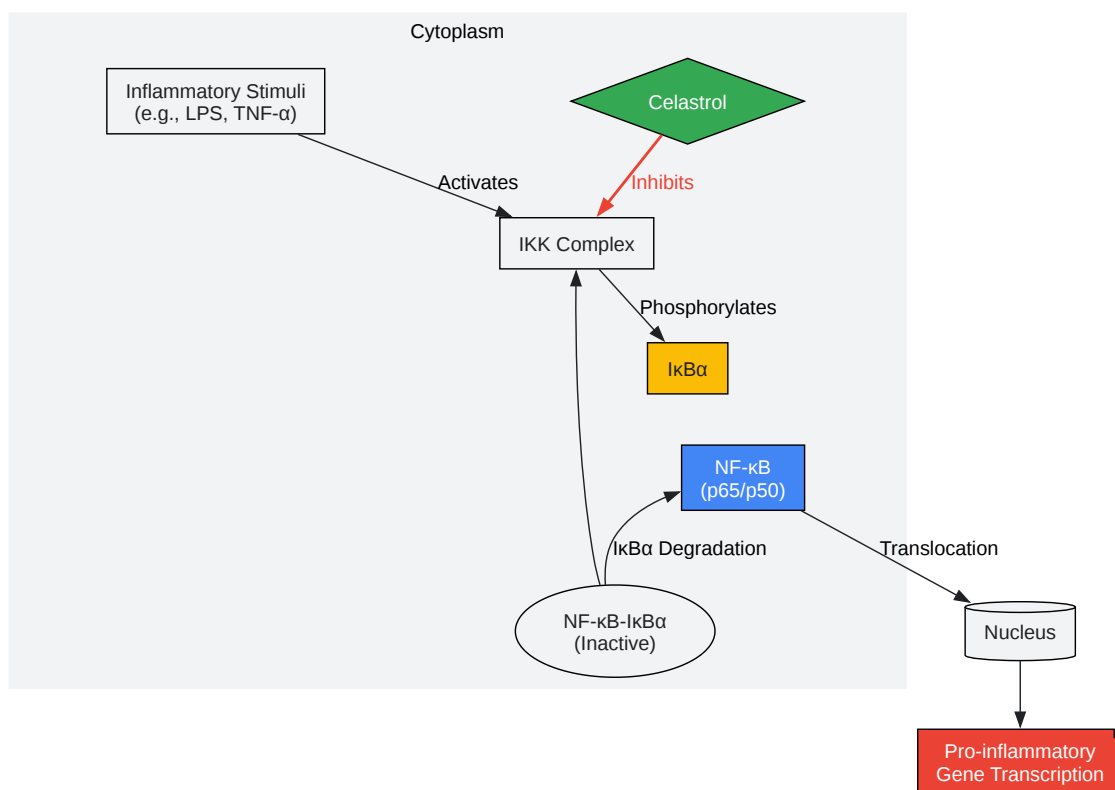 Cytoplasm
Inflammatory Stimuli
(e.g., LPS, TNF-α)
Celastrol
Activates
Inhibits
IKK Complex
Phosphorylates
IκBα
NF-κB
(p65/p50)
IκBα Degradation
Translocation
NF-κB-IκBα
(Inactive)
Nucleus
Pro-inflammatory
Gene Transcription